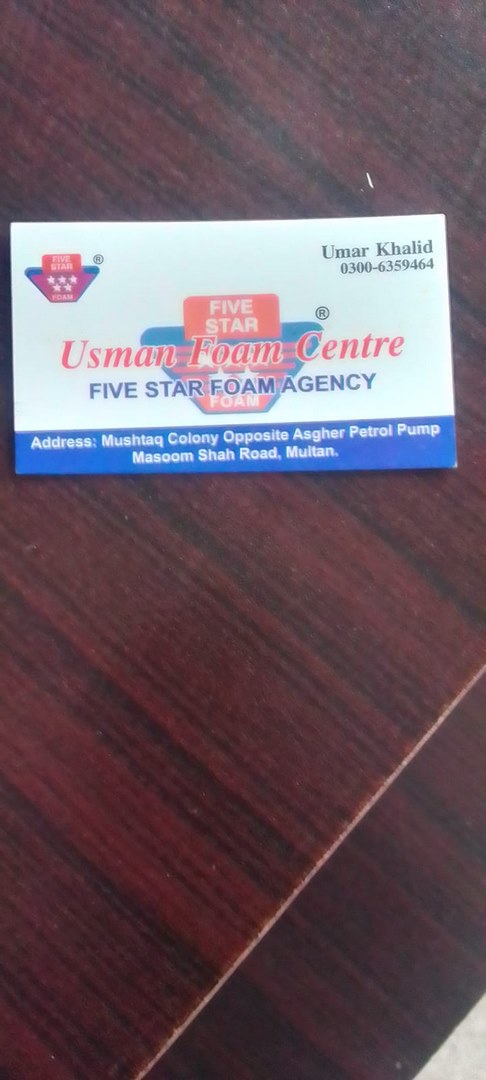 FIVE
STAR
FOAM
®
Umar Khalid
0300-6359464
FIVE
STAR
®
Usman Foam Centre
FIVE STAR FOAM AGENCY
FOAM
Address: Mushtaq Colony Opposite Asgher Petrol Pump
Masoom Shah Road, Multan.